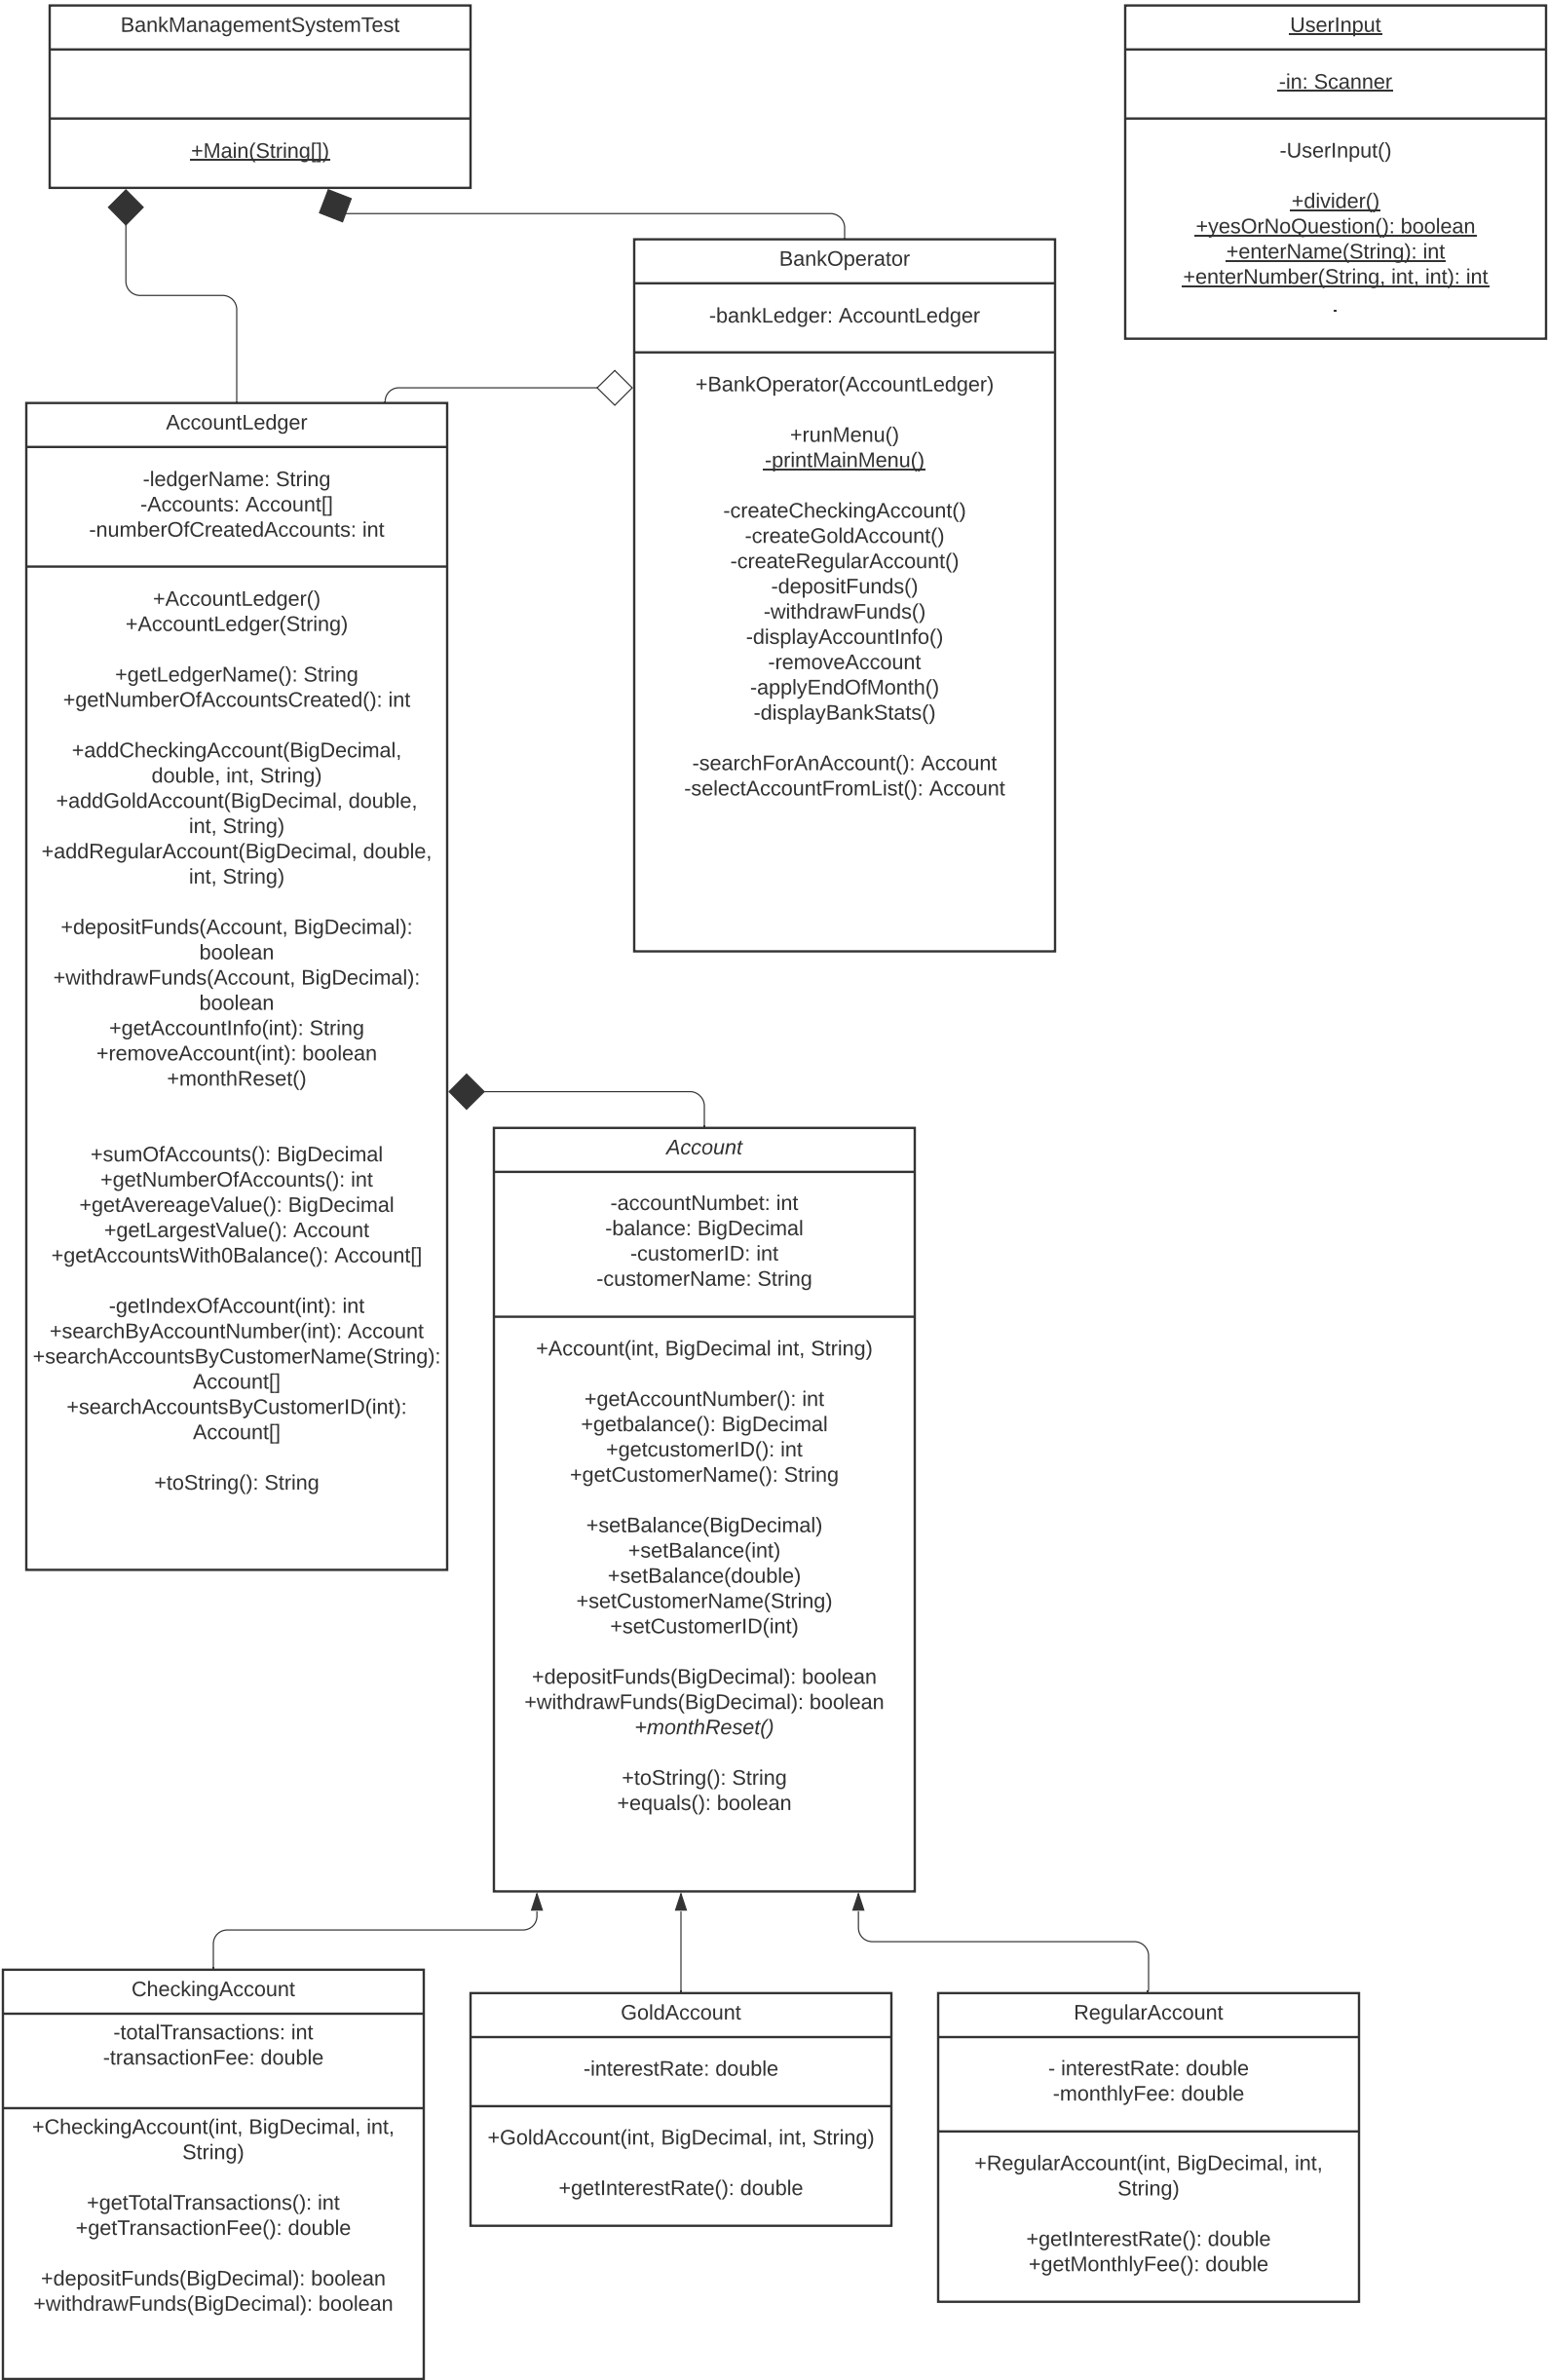 BankManagementSystemTest
+Main(String[])
UserInput
-in: Scanner
-UserInput()
+divider()
+yesOrNoQuestion(): boolean
+enterName(String): int
+enterNumber(String, int, int): int
.
BankOperator
-bankLedger: AccountLedger
+BankOperator(AccountLedger)
+runMenu()
-printMainMenu()
-createCheckingAccount()
-createGoldAccount()
-createRegularAccount()
-depositFunds()
-withdrawFunds()
-displayAccountInfo()
-removeAccount
-applyEndOfMonth()
-displayBankStats()
-searchForAnAccount(): Account
-selectAccountFromList(): Account
AccountLedger
-ledgerName: String
-Accounts: Account[]
-numberOfCreatedAccounts: int
+AccountLedger()
+AccountLedger(String)
+getLedgerName(): String
+getNumberOfAccountsCreated(): int
+addCheckingAccount(BigDecimal,
double, int, String)
+addGoldAccount(BigDecimal, double,
int, String)
+addRegularAccount(BigDecimal, double,
int, String)
+depositFunds(Account, BigDecimal):
boolean
+withdrawFunds(Account, BigDecimal):
boolean
+getAccountInfo(int): String
+removeAccount(int): boolean
+monthReset()
+sumOfAccounts(): BigDecimal
+getNumberOfAccounts(): int
+getAvereageValue(): BigDecimal
+getLargestValue(): Account
+getAccountsWith0Balance(): Account[]
-getIndexOfAccount(int): int
+searchByAccountNumber(int): Account
+searchAccountsByCustomerName(String):
Account[]
+searchAccountsByCustomerID(int):
Account[]
+toString(): String
Account
-accountNumbet: int
-balance: BigDecimal
-customerID: int
-customerName: String
+Account(int, BigDecimal int, String)
+getAccountNumber(): int
+getbalance(): BigDecimal
+getcustomerID(): int
+getCustomerName(): String
+setBalance(BigDecimal)
+setBalance(int)
+setBalance(double)
+setCustomerName(String)
+setCustomerID(int)
+depositFunds(BigDecimal): boolean
+withdrawFunds(BigDecimal): boolean
+monthReset()
+toString(): String
+equals(): boolean
CheckingAccount
-totalTransactions: int
-transactionFee: double
+CheckingAccount(int, BigDecimal, int,
String)
+getTotalTransactions(): int
+getTransactionFee(): double
+depositFunds(BigDecimal): boolean
+withdrawFunds(BigDecimal): boolean
GoldAccount
-interestRate: double
+GoldAccount(int, BigDecimal, int, String)
+getInterestRate(): double
RegularAccount
- interestRate: double
-monthlyFee: double
+RegularAccount(int, BigDecimal, int,
String)
+getInterestRate(): double
+getMonthlyFee(): double